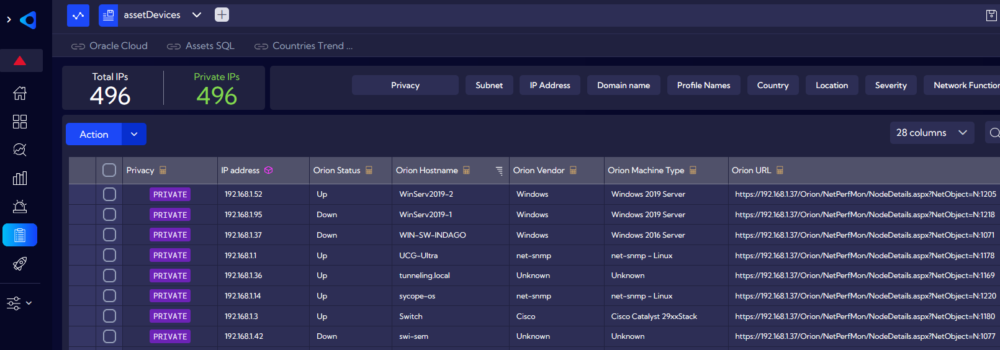 assetDevices
Oracle Cloud Assets SQL Countries Trend ...
Total IPs Private IPs
496 496
Privacy Subnet IP Address Domain name Profile Names Country Location Severity Network Function
Action 28 columns
Privacy IP address Orion Status Orion Hostname Orion Vendor Orion Machine Type Orion URL
PRIVATE 192.168.1.52 Up WinServ2019-2 Windows Windows 2019 Server https://192.168.1.37/Orion/NetPerfMon/NodeDetails.aspx?NetObject=N:1205
PRIVATE 192.168.1.95 Down WinServ2019-1 Windows Windows 2019 Server https://192.168.1.37/Orion/NetPerfMon/NodeDetails.aspx?NetObject=N:1218
PRIVATE 192.168.1.37 Down WIN-SW-INDAGO Windows Windows 2016 Server https://192.168.1.37/Orion/NetPerfMon/NodeDetails.aspx?NetObject=N:1071
PRIVATE 192.168.1.1 Up UCG-Ultra net-snmp net-snmp - Linux https://192.168.1.37/Orion/NetPerfMon/NodeDetails.aspx?NetObject=N:1178
PRIVATE 192.168.1.36 Up tunneling.local Unknown Unknown https://192.168.1.37/Orion/NetPerfMon/NodeDetails.aspx?NetObject=N:1169
PRIVATE 192.168.1.14 Up sycope-os net-snmp net-snmp - Linux https://192.168.1.37/Orion/NetPerfMon/NodeDetails.aspx?NetObject=N:1220
PRIVATE 192.168.1.3 Up Switch Cisco Cisco Catalyst 29xxStack https://192.168.1.37/Orion/NetPerfMon/NodeDetails.aspx?NetObject=N:1180
PRIVATE 192.168.1.42 Down swi-sem Unknown Unknown https://192.168.1.37/Orion/NetPerfMon/NodeDetails.aspx?NetObject=N:1077